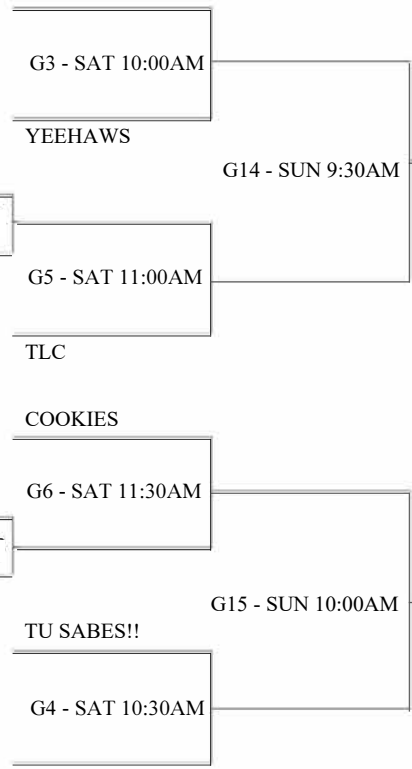 G3 - SAT 10:00AM
YEEHAWS
G14 - SUN 9:30AM
G5 - SAT 11:00AM
TLC
COOKIES
G6 - SAT 11:30AM
G15 - SUN 10:00AM
TU SABES!!
G4 - SAT 10:30AM